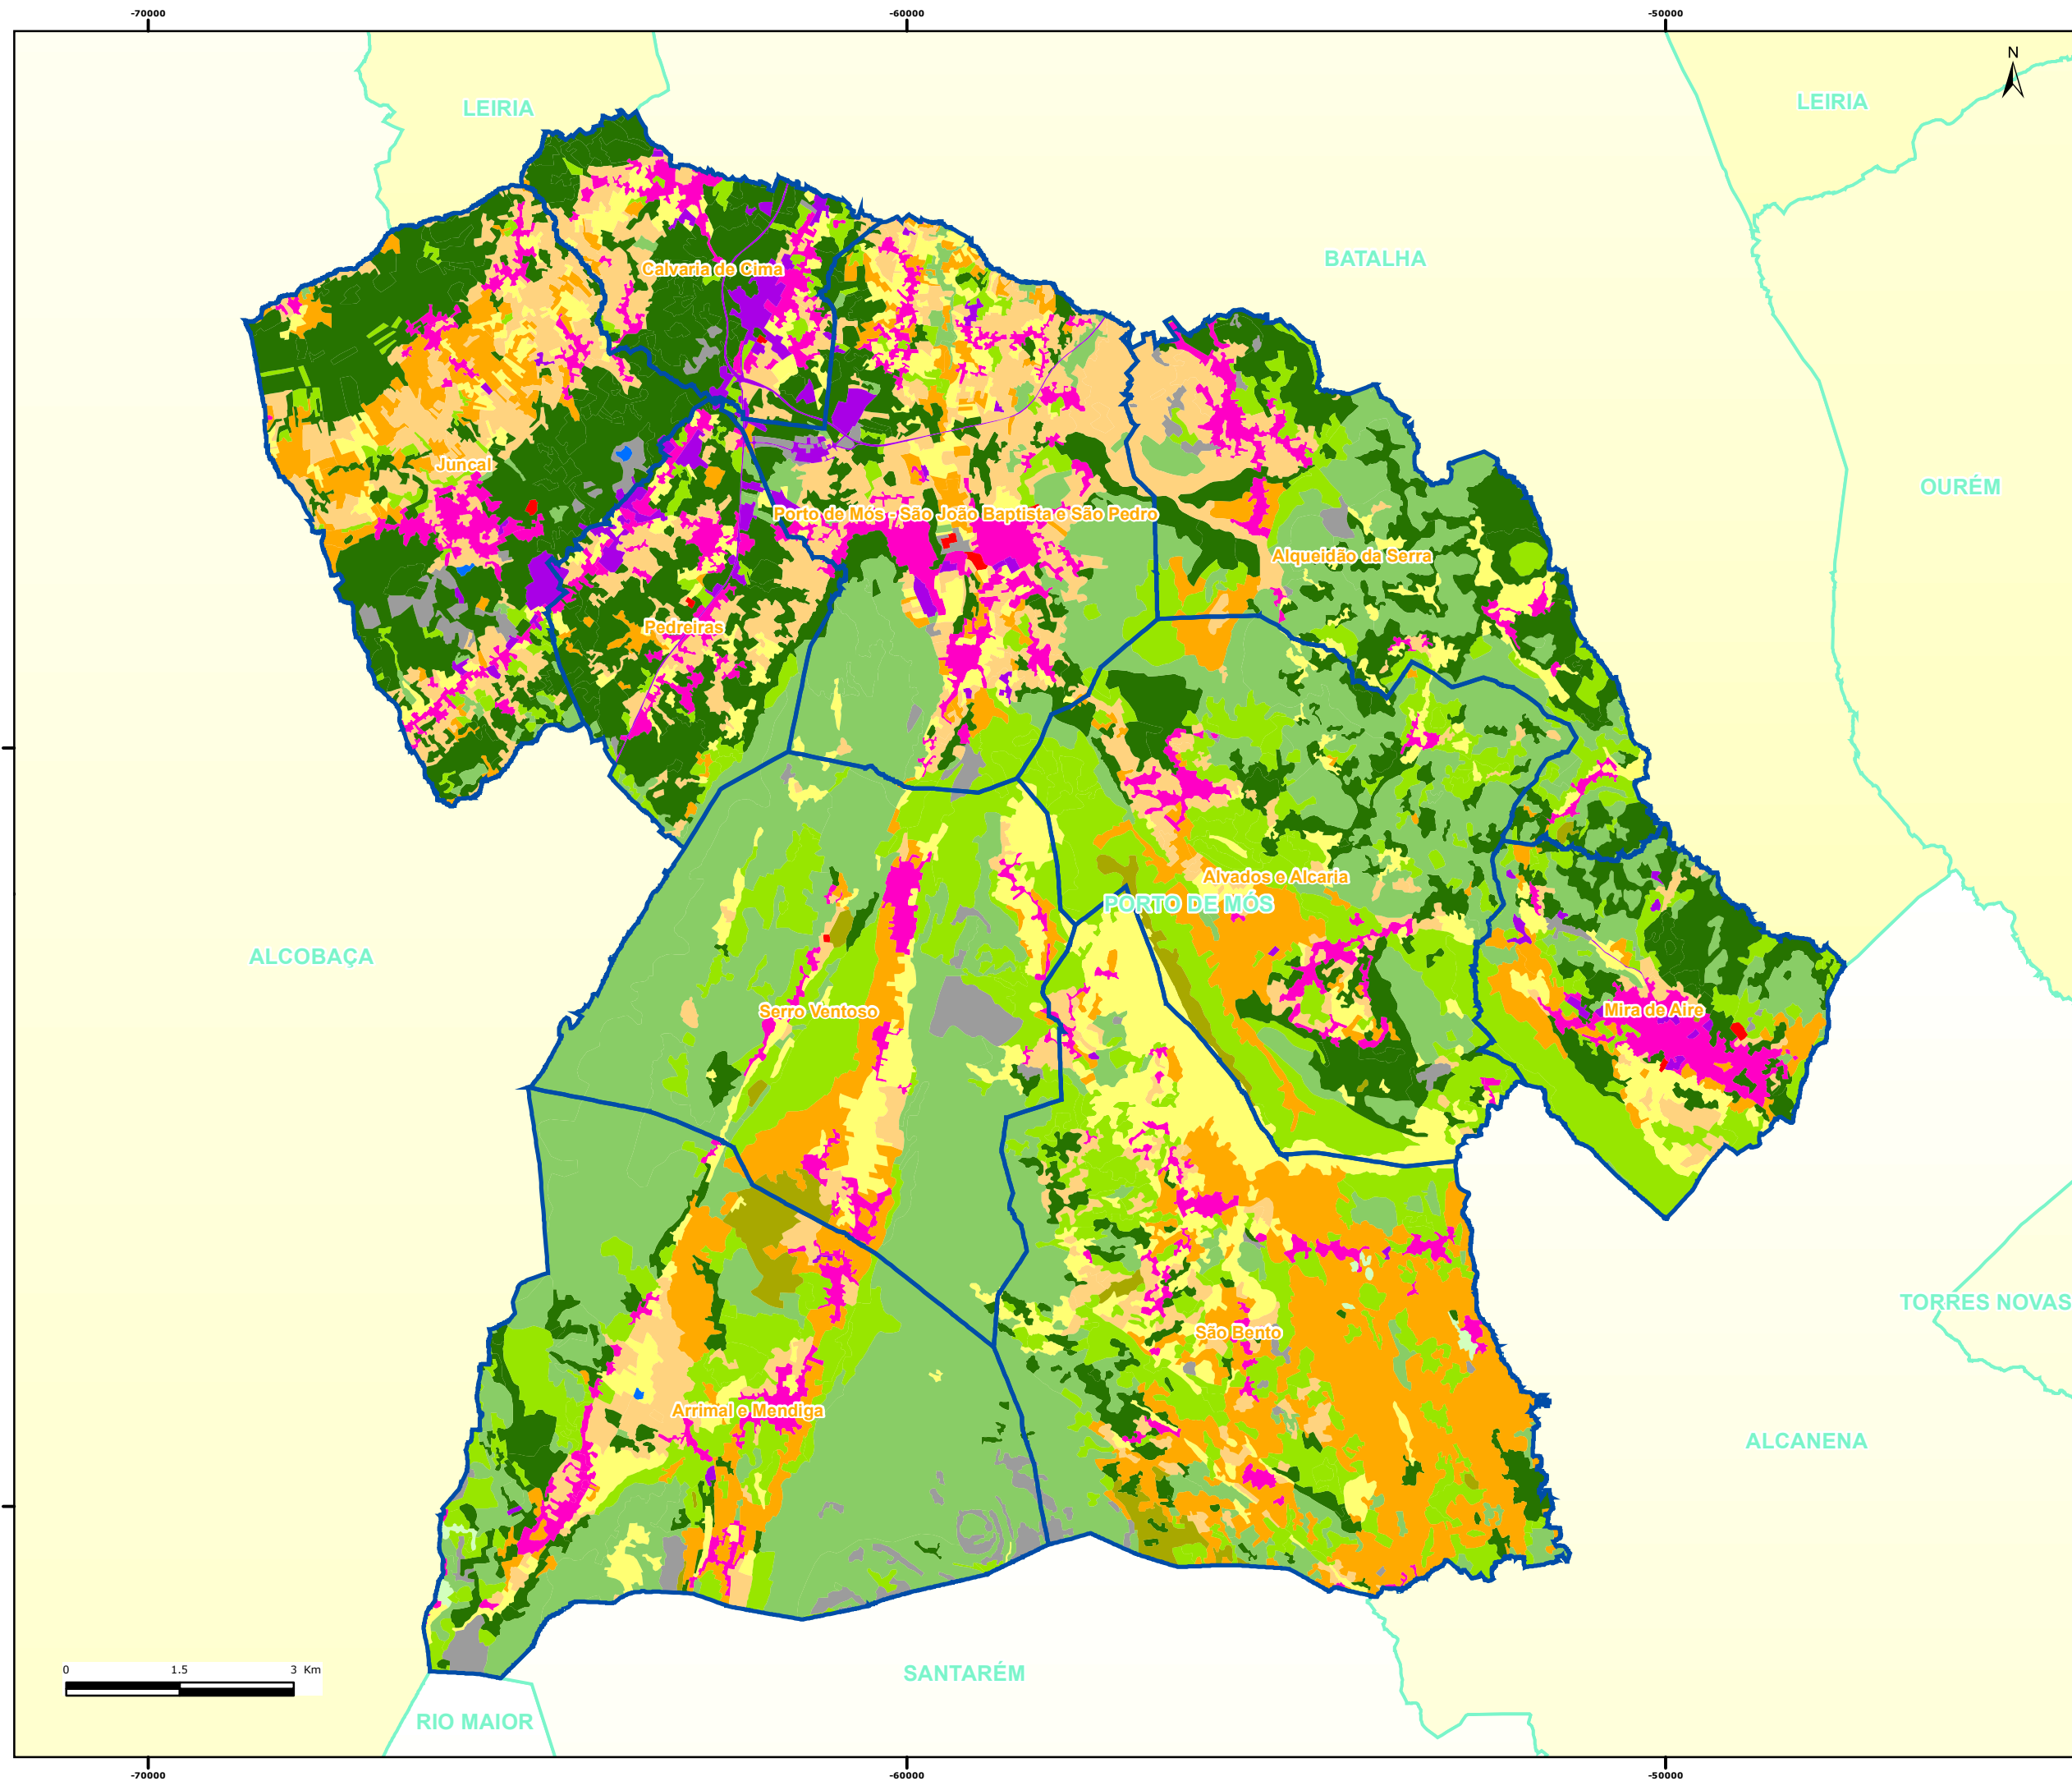 -70000
-60000
-50000
N
LEIRIA
LEIRIA
BATALHA
Calvaria de Cima
Juncal
OURÉM
Porto de Mós - São João Baptista e São Pedro
Alqueidão da Serra
Pedreiras
Alvados e Alcaria
PORTO DE MÓS
ALCOBAÇA
Serro Ventoso
Mira de Aire
TORRES NOVAS
São Bento
Arrimal e Mendiga
ALCANENA
0 1.5 3 Km
SANTARÉM
RIO MAIOR
-70000
-60000
-50000